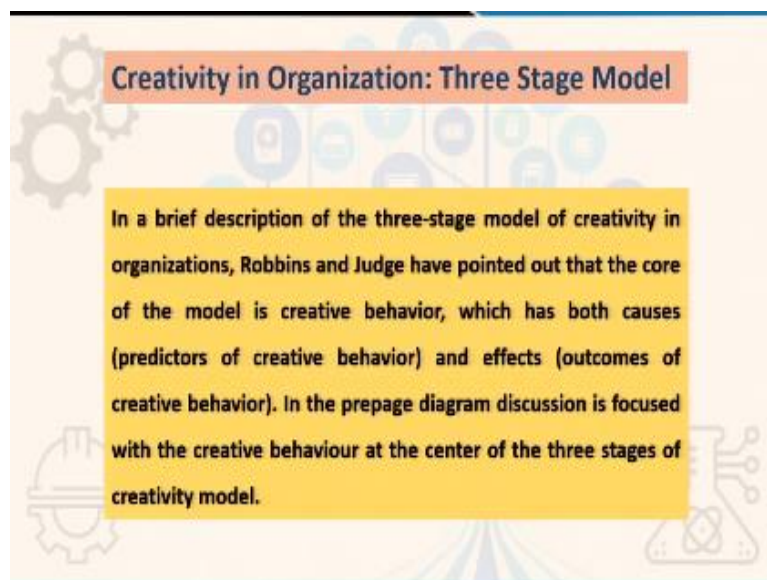 Creativity in Organization: Three Stage Model
In a brief description of the three-stage model of creativity in
organizations, Robbins and Judge have pointed out that the core
of the model is creative behavior, which has both causes
(predictors of creative behavior) and effects (outcomes of
creative behavior). In the prepage diagram discussion is focused
with the creative behaviour at the center of the three stages of
creativity model.